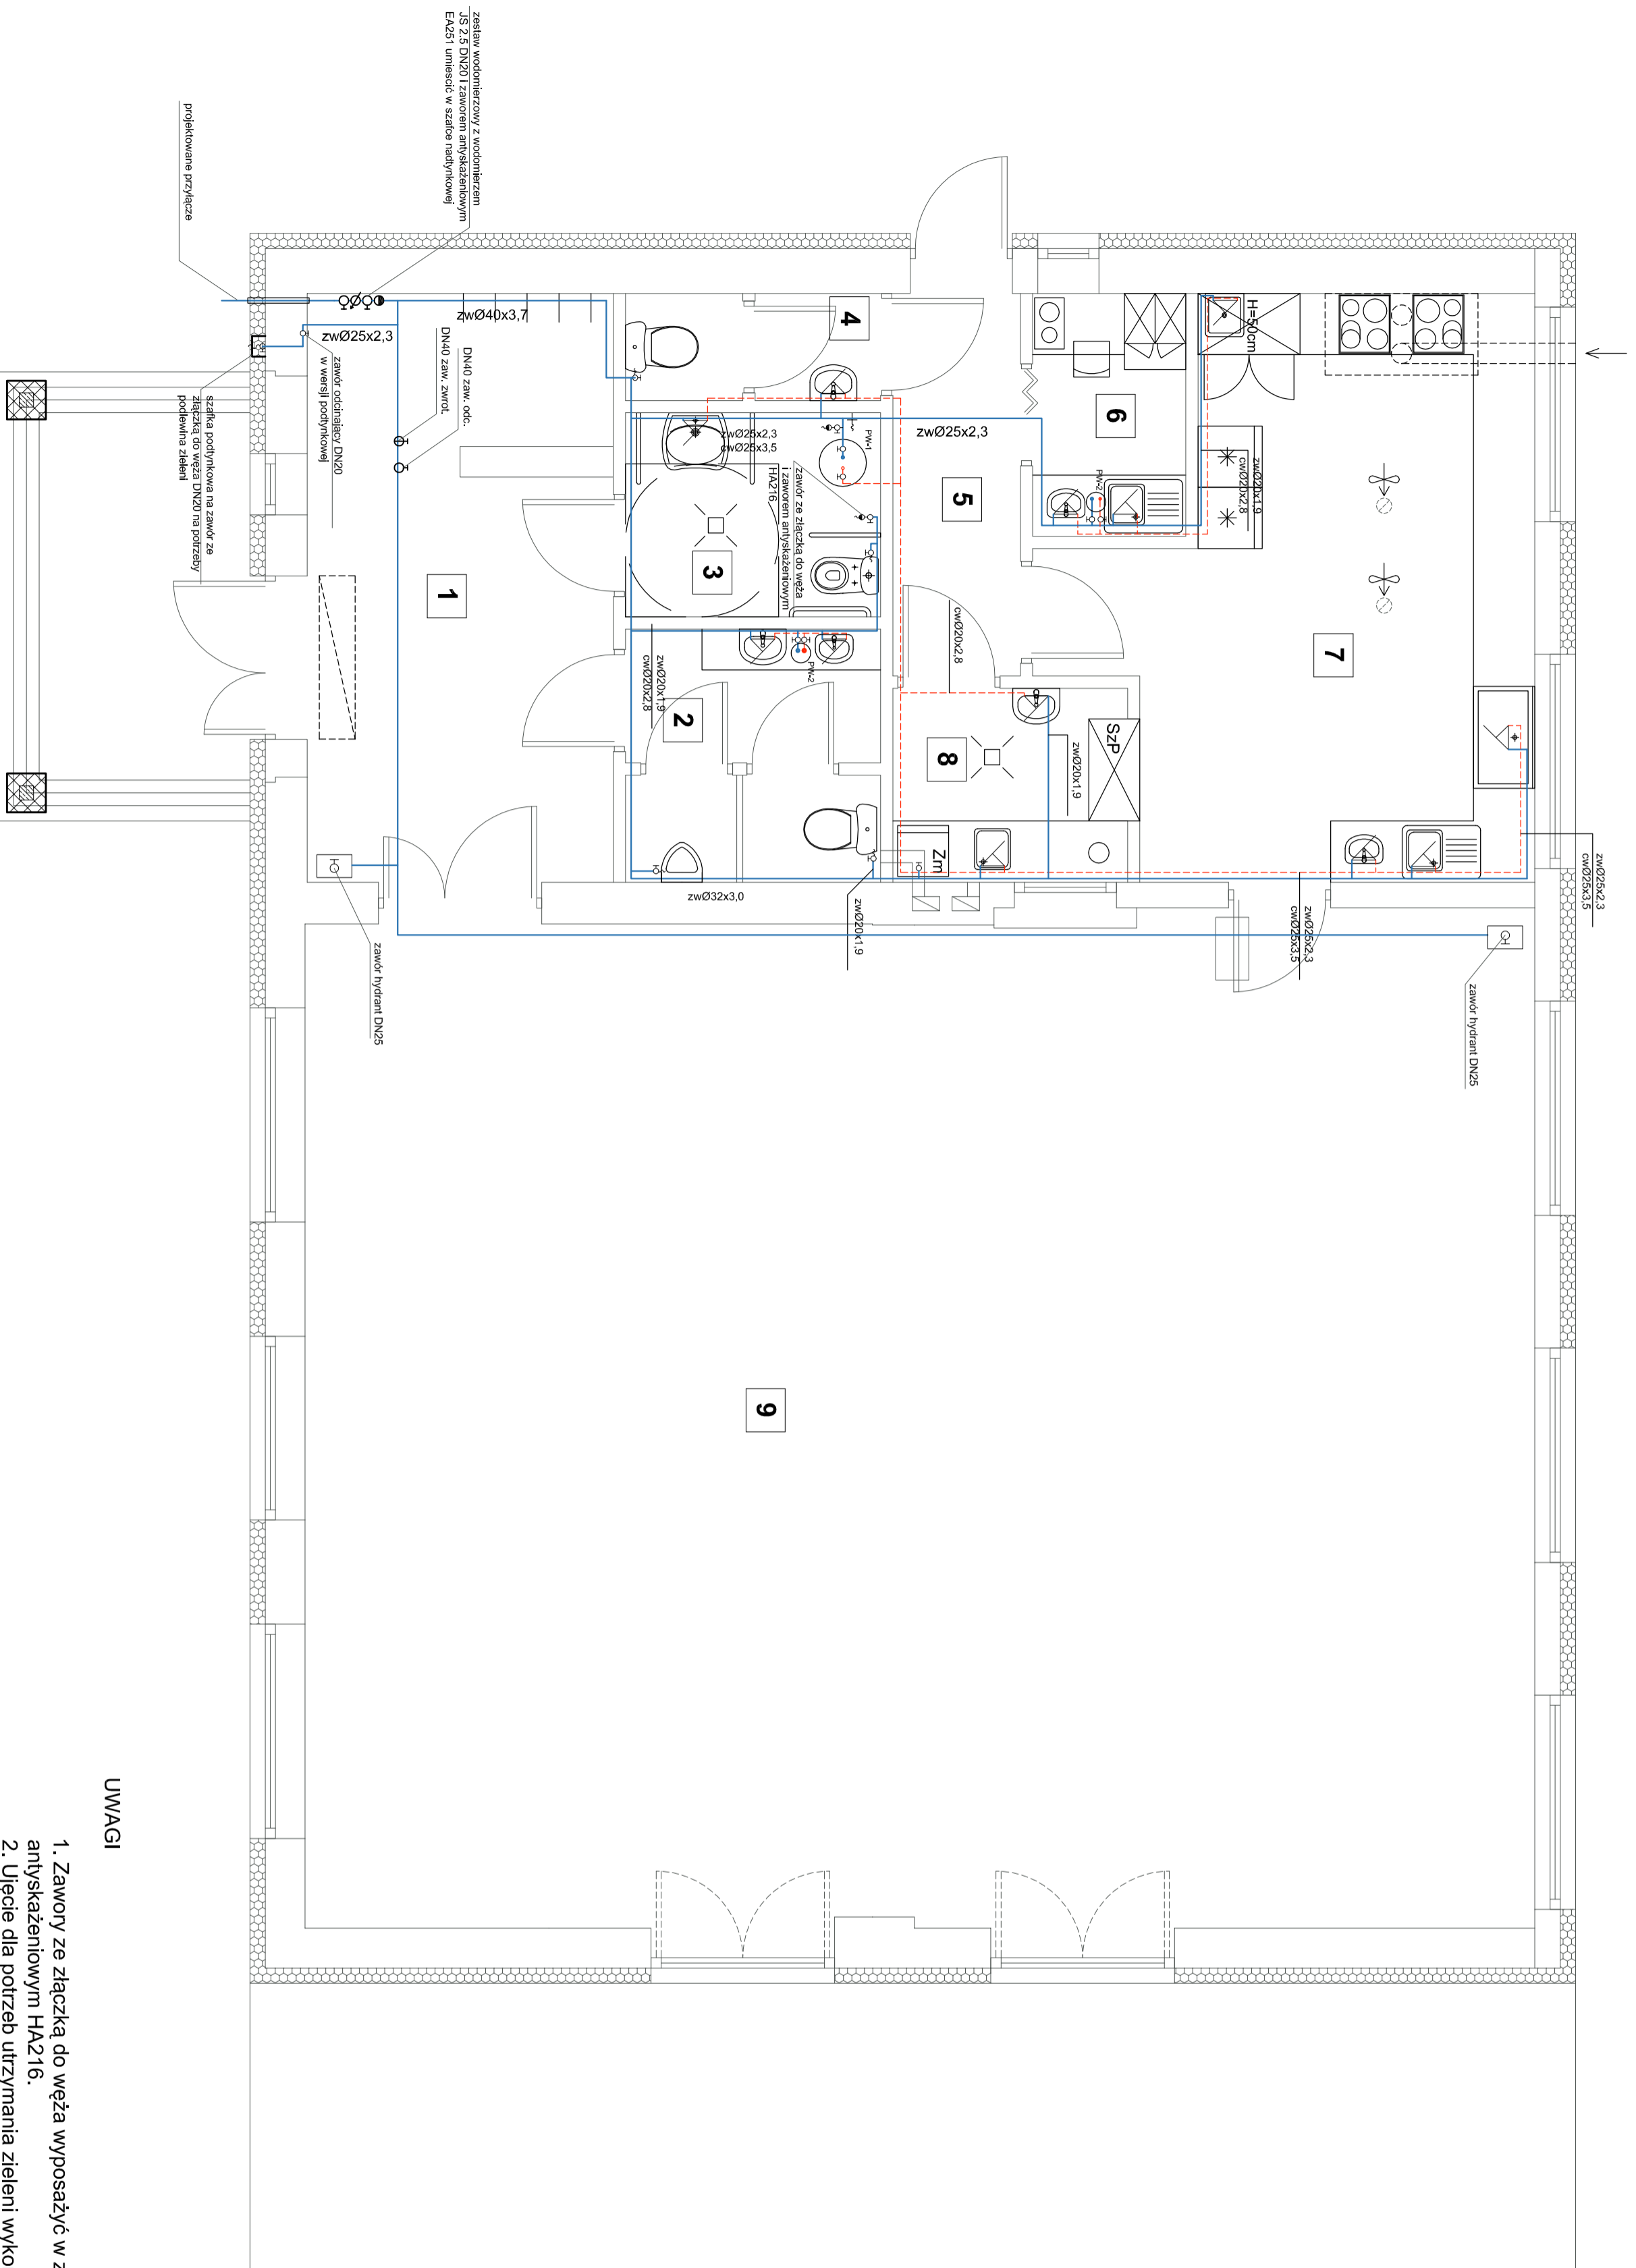 zestaw wodomierzowy z wodomierzem
JS 2.5 DN20 i zaworem antyskażeniowym
EA251 umieścić w szafce nadtynkowej
projektowane przyłącze
zwØ40x3,7
zwØ25x2,3
DN40 zaw. odc.
DN40 zaw. zwrot.
zawór odcinający DN20
w wersji podtynkowej
szafka podtynkowa na zawór ze
złączką do węża DN20 na potrzeby
podlewina zieleni
1
zawór hydrant DN25
4
PW-1
zwØ25x2,3
cwØ25x3,5
zawór ze złączką do węża
i zaworem antyskażeniowym
HA216
3
PW-2
zwØ20x1,9
cwØ20x2,8
2
zwØ32x3,0
zwØ20x1,9
zwØ25x2,3
5
6
PW-2
H=50cm
zwØ20x1,9
cwØ20x2,8
7
cwØ20x2,8
SzP
zwØ20x1,9
8
Zm
zwØ25x2,3
cwØ25x3,5
zwØ25x2,3
cwØ25x3,5
zawór hydrant DN25
9
UWAGI
1. Zawory ze złączką do węża wyposażyć w z
antyskażeniowym HA216.
2. Ujęcie dla potrzeb utrzymania zieleni wyko